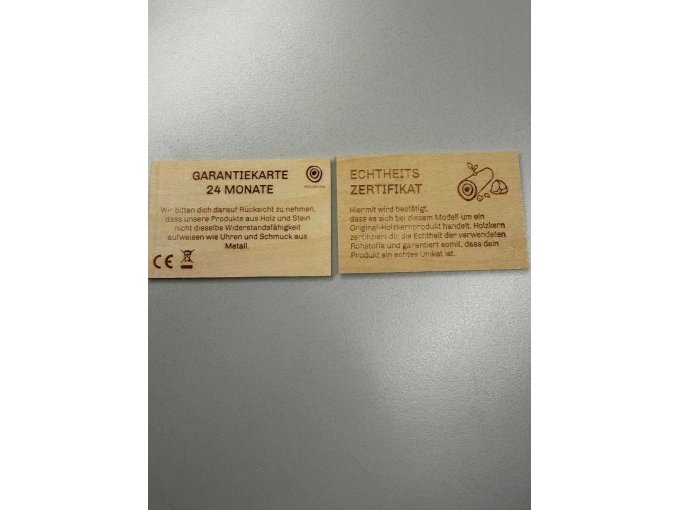 GARANTIEKARTE
24 MONATE
HOLZKERN
Wir bitten dich darauf Rücksicht zu nehmen,
dass unsere Produkte aus Holz und Stein
nicht dieselbe Widerstandsfähigkeit
aufweisen wie Uhren und Schmuck aus
Metall.
CE
ECHTHEITS
ZERTIFIKAT
Hiermit wird bestätigt,
dass es sich bei diesem Modell um ein
Original-Holzkernprodukt handelt. Holzkern
zertifiziert dir die Echtheit der verwendeten
Rohstoffe und garantiert somit, dass dein
Produkt ein echtes Unikat ist.